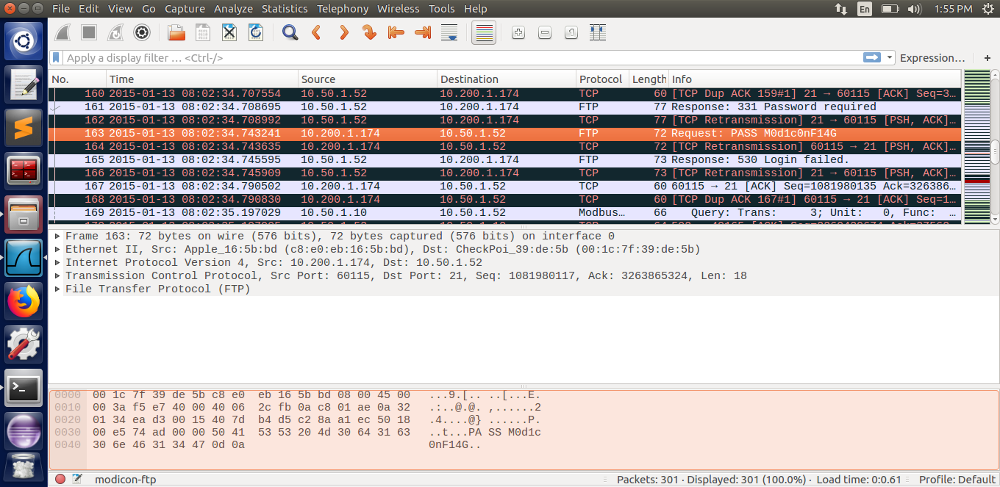 File Edit View Go Capture Analyze Statistics Telephony Wireless Tools Help En 1:55 PM
Apply a display filter … <Ctrl-/> Expression… +
No. Time Source Destination Protocol Length Info
160 2015-01-13 08:02:34.707554 10.50.1.52 10.200.1.174 TCP 60 [TCP Dup ACK 159#1] 21 → 60115 [ACK] Seq=3…
161 2015-01-13 08:02:34.708695 10.50.1.52 10.200.1.174 FTP 77 Response: 331 Password required
162 2015-01-13 08:02:34.708992 10.50.1.52 10.200.1.174 TCP 77 [TCP Retransmission] 21 → 60115 [PSH, ACK]…
163 2015-01-13 08:02:34.743241 10.200.1.174 10.50.1.52 FTP 72 Request: PASS M0d1c0nF14G
164 2015-01-13 08:02:34.743635 10.200.1.174 10.50.1.52 TCP 72 [TCP Retransmission] 60115 → 21 [PSH, ACK]…
165 2015-01-13 08:02:34.745595 10.50.1.52 10.200.1.174 FTP 73 Response: 530 Login failed.
166 2015-01-13 08:02:34.745909 10.50.1.52 10.200.1.174 TCP 73 [TCP Retransmission] 21 → 60115 [PSH, ACK]…
167 2015-01-13 08:02:34.790502 10.200.1.174 10.50.1.52 TCP 60 60115 → 21 [ACK] Seq=1081980135 Ack=326386…
168 2015-01-13 08:02:34.790830 10.200.1.174 10.50.1.52 TCP 60 [TCP Dup ACK 167#1] 60115 → 21 [ACK] Seq=1…
169 2015-01-13 08:02:35.197029 10.50.1.10 10.50.1.52 Modbus… 66 Query: Trans: 3; Unit: 0, Func: …
Frame 163: 72 bytes on wire (576 bits), 72 bytes captured (576 bits) on interface 0
Ethernet II, Src: Apple_16:5b:bd (c8:e0:eb:16:5b:bd), Dst: CheckPoi_39:de:5b (00:1c:7f:39:de:5b)
Internet Protocol Version 4, Src: 10.200.1.174, Dst: 10.50.1.52
Transmission Control Protocol, Src Port: 60115, Dst Port: 21, Seq: 1081980117, Ack: 3263865324, Len: 18
File Transfer Protocol (FTP)
0000 00 1c 7f 39 de 5b c8 e0 eb 16 5b bd 08 00 45 00 ...9.[.. ..[...E.
0010 00 3a f5 e7 40 00 40 06 2c fb 0a c8 01 ae 0a 32 .:..@.@. ,......2
0020 01 34 ea d3 00 15 40 7d b4 d5 c2 8a a1 ec 50 18 .4....@} ......P.
0030 00 e5 74 ad 00 00 50 41 53 53 20 4d 30 64 31 63 ..t...PA SS M0d1c
0040 30 6e 46 31 34 47 0d 0a 0nF14G..
modicon-ftp Packets: 301 · Displayed: 301 (100.0%) · Load time: 0:0.61 Profile: Default